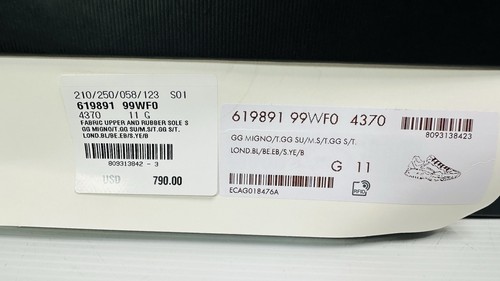 210/250/058/123 S01
619891 99WF0
4370 11 G
FABRIC UPPER AND RUBBER SOLE S
GG MIGNO/T.GG SU/M.S/T.GG S/T.
LOND.BL/BE.EB/S.YE/B
809313842 - 3
USD 790.00
619891 99WF0 4370
8093138423
GG MIGNO/T.GG SU/M.S/T.GG S/T.
LOND.BL/BE.EB/S.YE/B
G 11
ECAG018476A
RFID